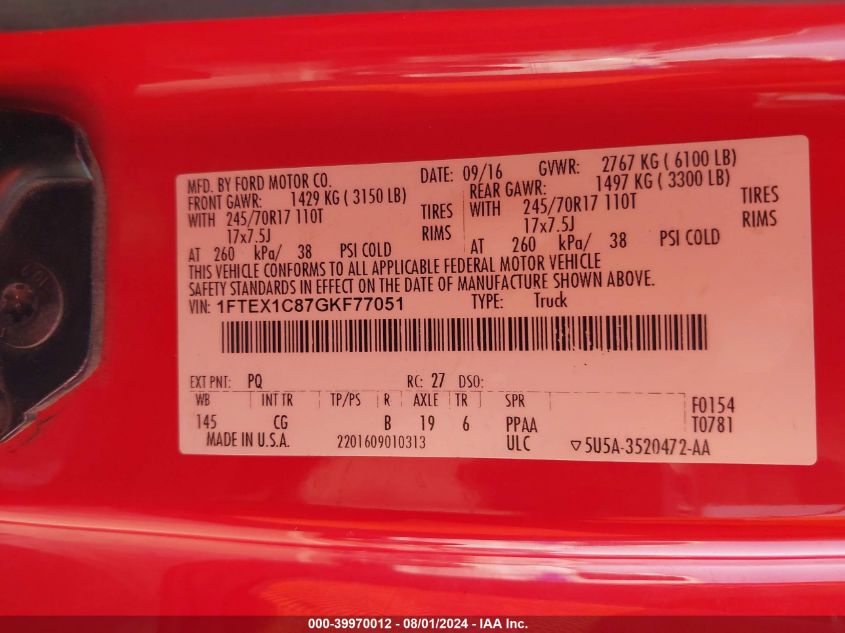 MFD. BY FORD MOTOR CO. DATE: 09/16 GVWR: 2767 KG ( 6100 LB)
FRONT GAWR: 1429 KG ( 3150 LB) REAR GAWR: 1497 KG ( 3300 LB)
WITH 245/70R17 110T TIRES WITH 245/70R17 110T TIRES
17x7.5J RIMS 17x7.5J RIMS
AT 260 kPa/ 38 PSI COLD AT 260 kPa/ 38 PSI COLD
THIS VEHICLE CONFORMS TO ALL APPLICABLE FEDERAL MOTOR VEHICLE
SAFETY STANDARDS IN EFFECT ON THE DATE OF MANUFACTURE SHOWN ABOVE.
VIN: 1FTEX1C87GKF77051 TYPE: Truck
EXT PNT: PQ RC: 27 DSO:
WB INT TR TP/PS R AXLE TR SPR F0154
145 CG B 19 6 PPAA T0781
MADE IN U.S.A. 2201609010313 ULC ▽5U5A-3520472-AA
000-39970012 - 08/01/2024 - IAA Inc.